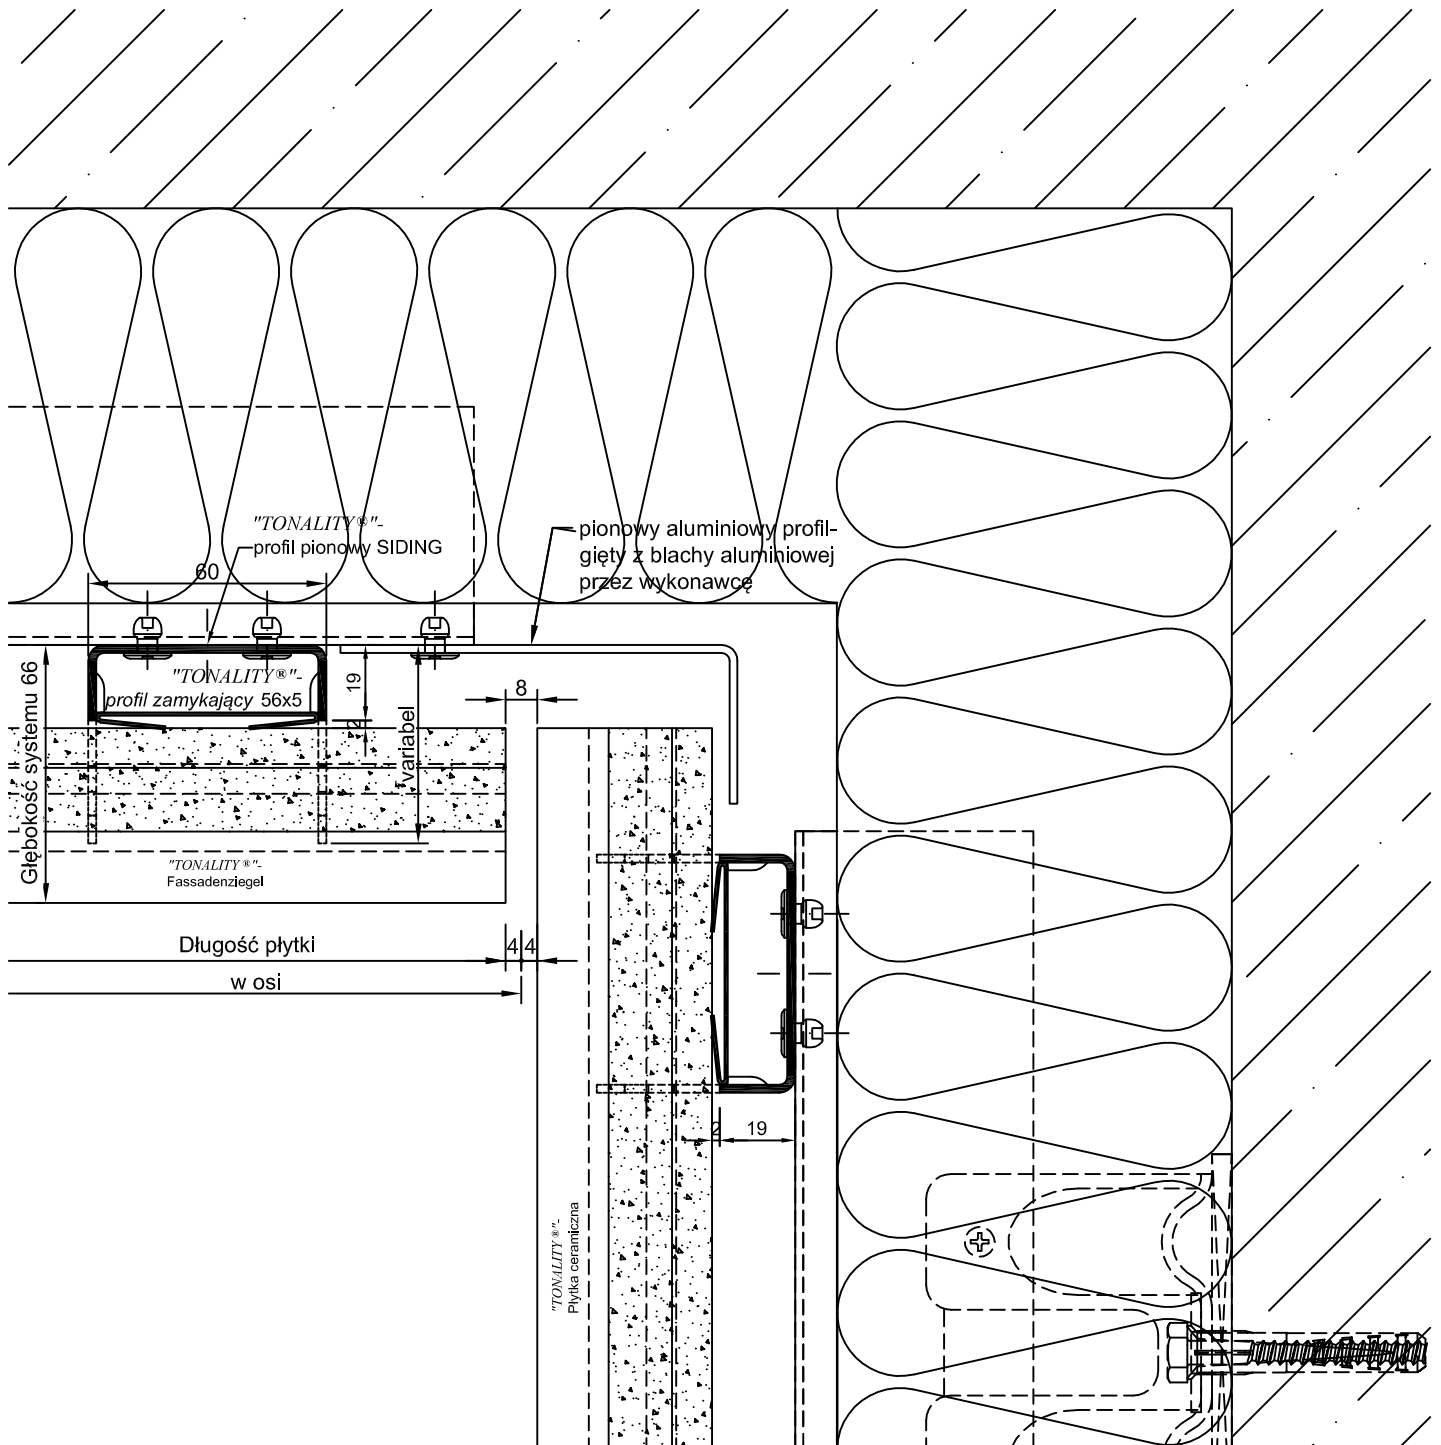 "TONALITY®"-
profil pionowy SIDING
pionowy aluminiowy profil-
gięty z blachy aluminiowej
przez wykonawcę
60
"TONALITY®"-
profil zamykający 56x5
19
2
8
variabel
Głębokość systemu 66
"TONALITY®"-
Fassadenziegel
Długość płytki
4
4
w osi
2
19
"TONALITY®"-
Płytka ceramiczna